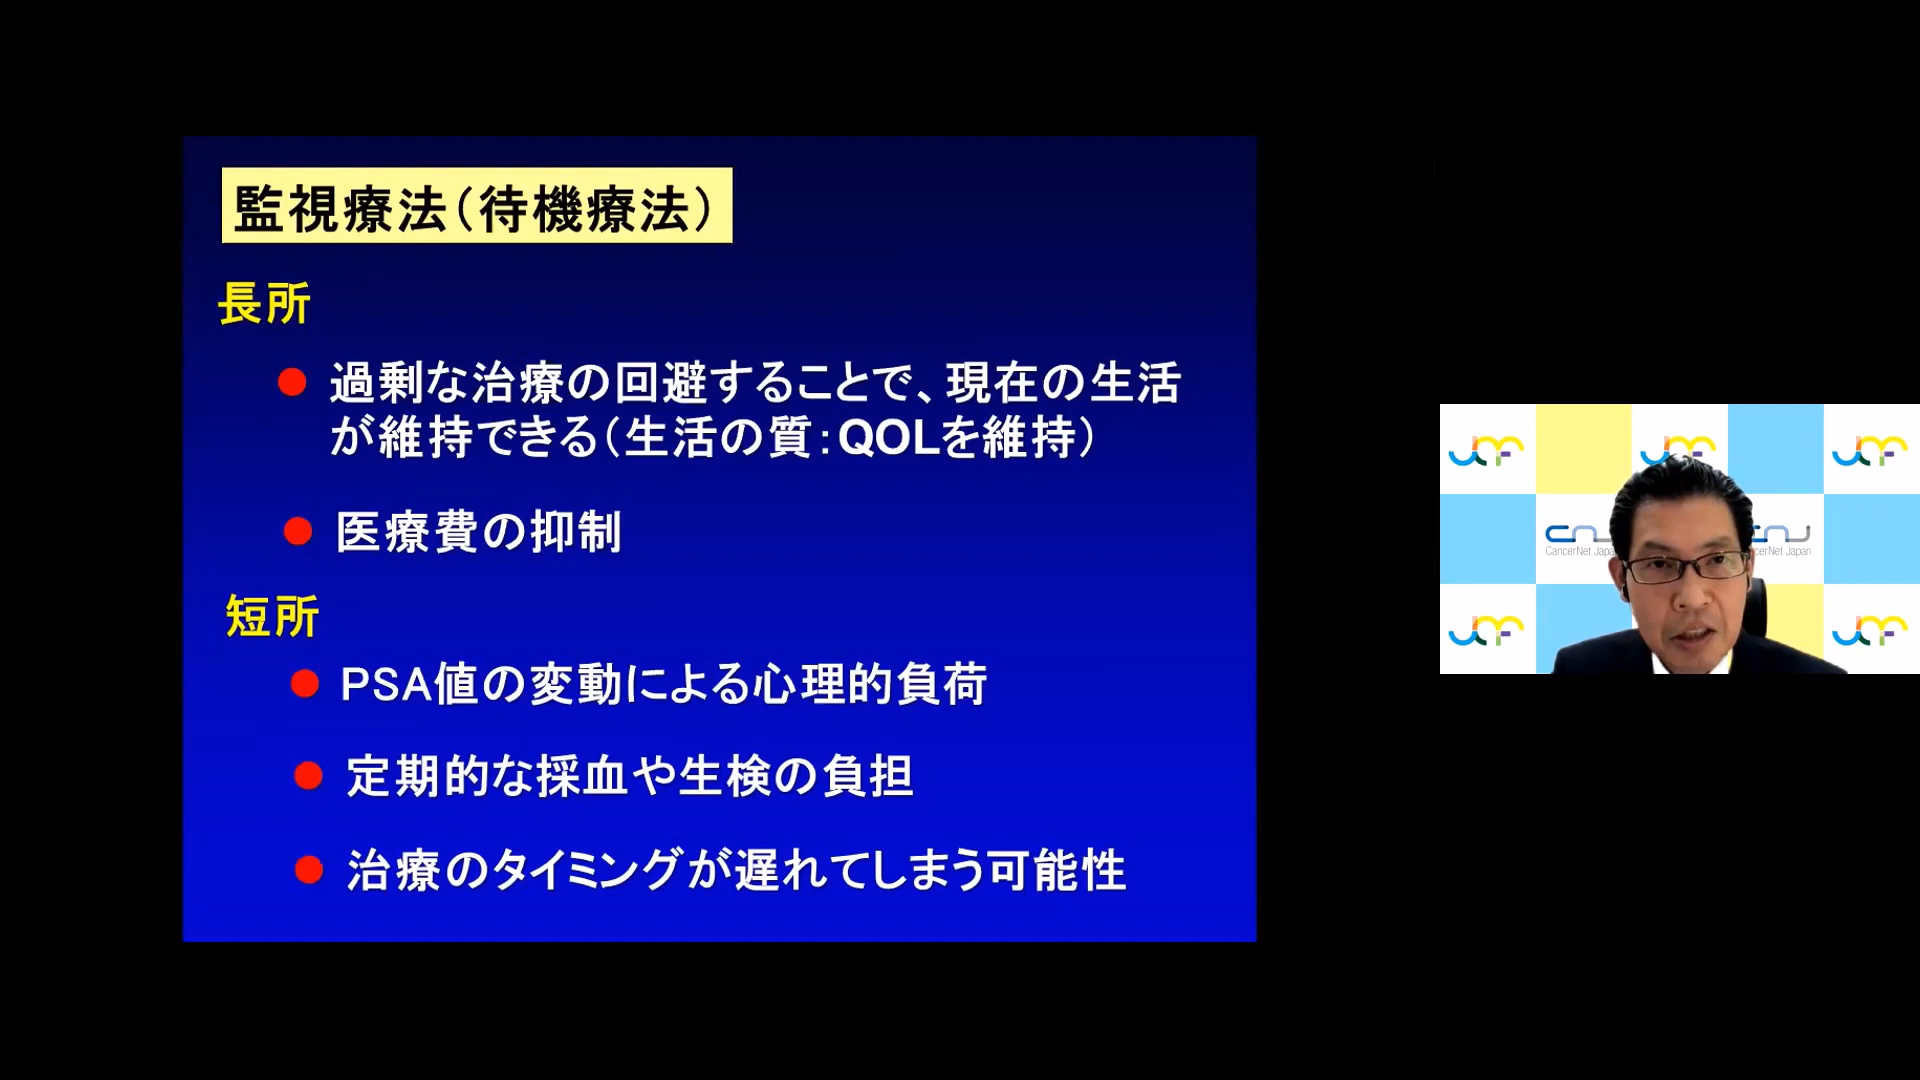 監視療法（待機療法）
長所
● 過剰な治療の回避することで、現在の生活
が維持できる（生活の質：QOLを維持）
● 医療費の抑制
短所
● PSA値の変動による心理的負荷
● 定期的な採血や生検の負担
● 治療のタイミングが遅れてしまう可能性
CancerNet Japan